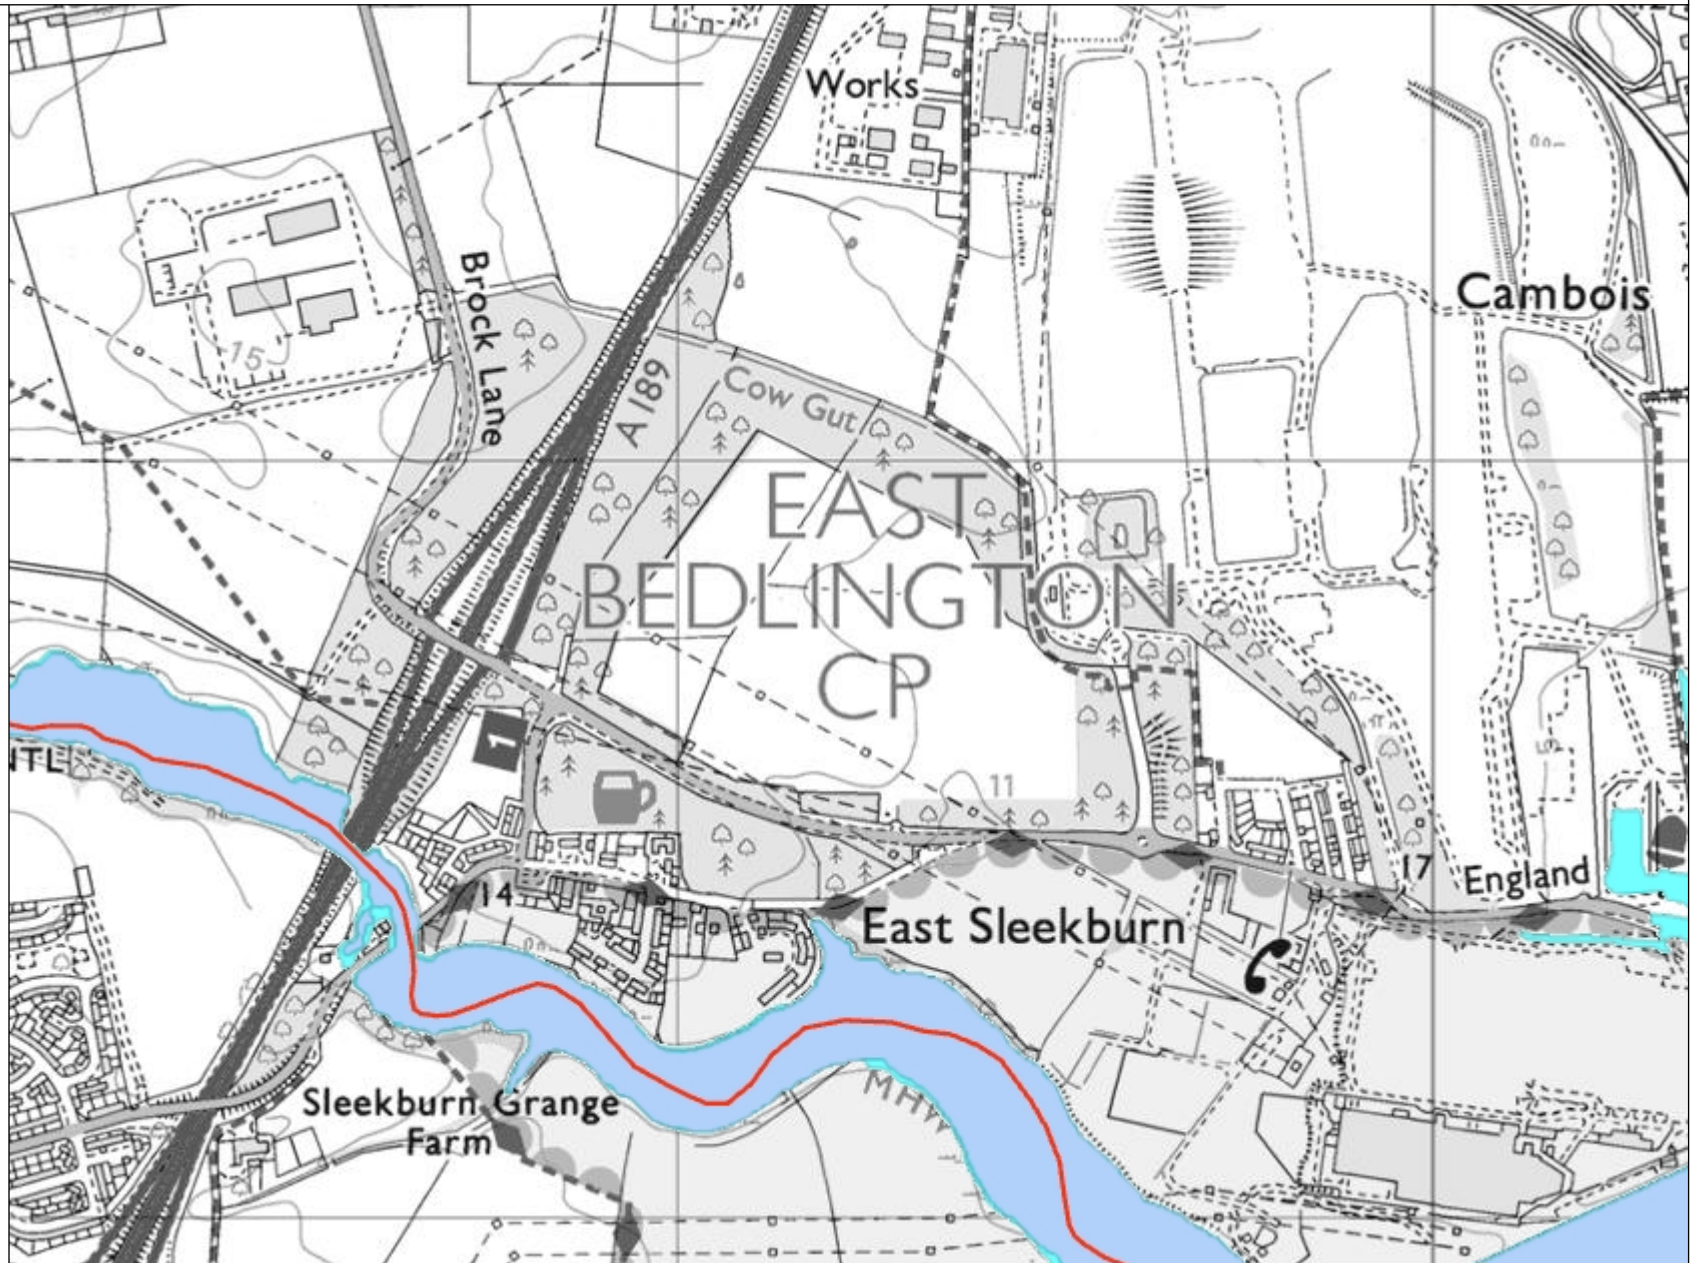 Works
Brock Lane
Cambois
15
A189
Cow Gut
EAST
BEDLINGTON
CP
1
NTL
11
17
England
14
East Sleekburn
MHW
Sleekburn Grange
Farm